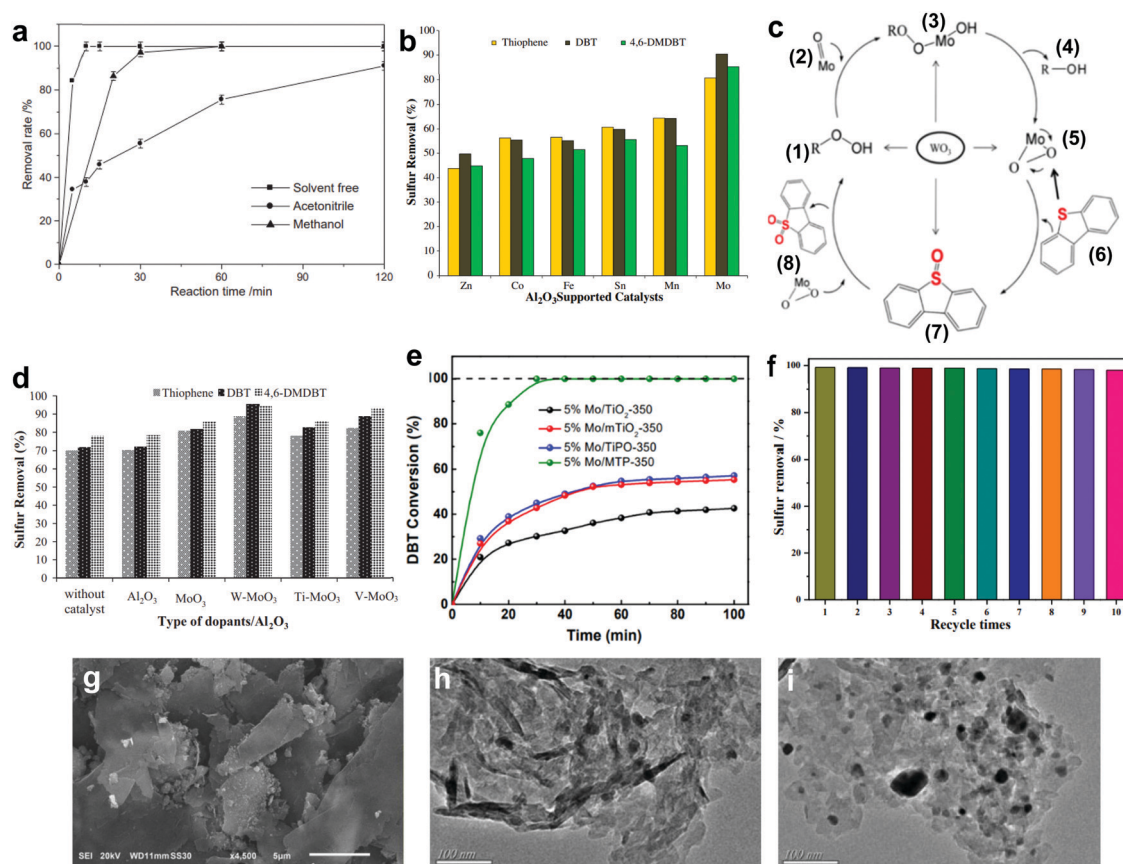 a
Removal rate /%
100
80
60
40
20
0
Solvent free
Acetonitrile
Methanol
0 30 60 90 120
Reaction time /min
b
Thiophene DBT 4,6-DMDBT
Sulfur Removal (%)
100
90
80
70
60
50
40
30
20
10
0
Zn Co Fe Sn Mn Mo
Al2O3Supported Catalysts
c
(3)
RO O Mo OH
(2)
O Mo
(4)
R—OH
(1)
R O OH
WO3
Mo O O
(5)
S
(6)
O O S
(8)
Mo O O
O S
(7)
d
Thiophene DBT 4,6-DMDBT
Sulfur Removal (%)
100
90
80
70
60
50
40
30
20
10
0
without catalyst Al2O3 MoO3 W-MoO3 Ti-MoO3 V-MoO3
Type of dopants/Al2O3
e
DBT Conversion (%)
100
80
60
40
20
0
5% Mo/TiO2-350
5% Mo/mTiO2-350
5% Mo/TiPO-350
5% Mo/MTP-350
0 20 40 60 80 100
Time (min)
f
Sulfur removal / %
100
80
60
40
20
0
1 2 3 4 5 6 7 8 9 10
Recycle times
g
SEI 20kV WD11mm SS30 x4,500 5µm
h
100 nm
i
100 nm